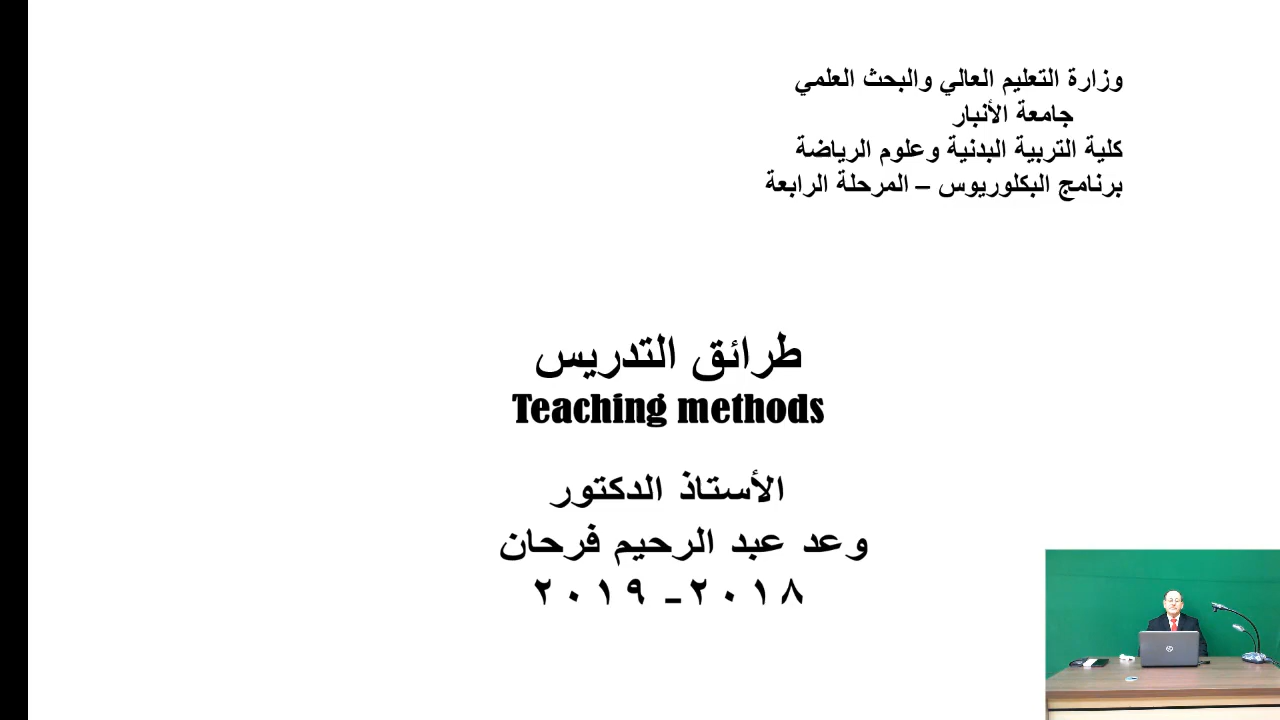 وزارة التعليم العالي والبحث العلمي
جامعة الأنبار
كلية التربية البدنية وعلوم الرياضة
برنامج البكلوريوس – المرحلة الرابعة
طرائق التدريس
Teaching methods
الأستاذ الدكتور
وعد عبد الرحيم فرحان
٢٠١٨- ٢٠١٩